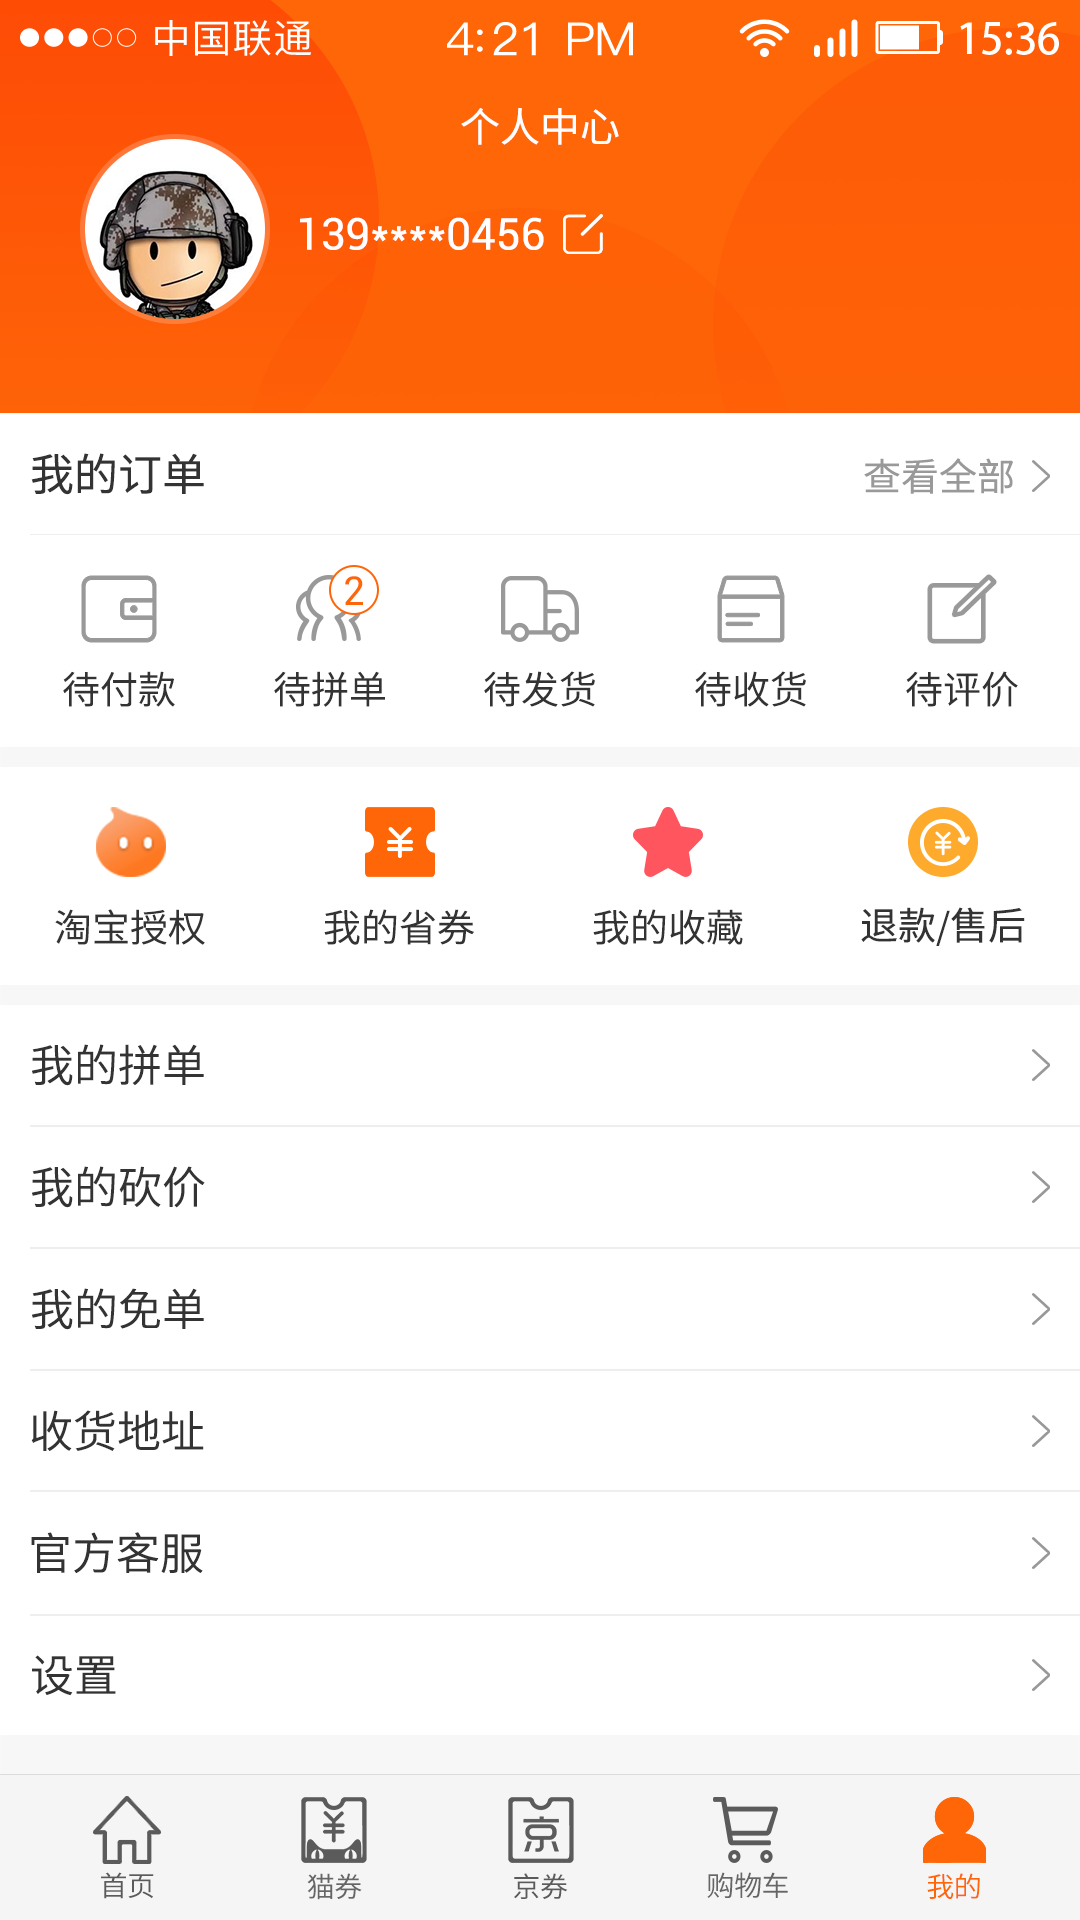 中国联通 4:21 PM 15:36
个人中心
139****0456
我的订单 查看全部
2
待付款 待拼单 待发货 待收货 待评价
淘宝授权 我的省券 我的收藏 退款/售后
我的拼单
我的砍价
我的免单
收货地址
官方客服
设置
京
首页 猫券 京券 购物车 我的